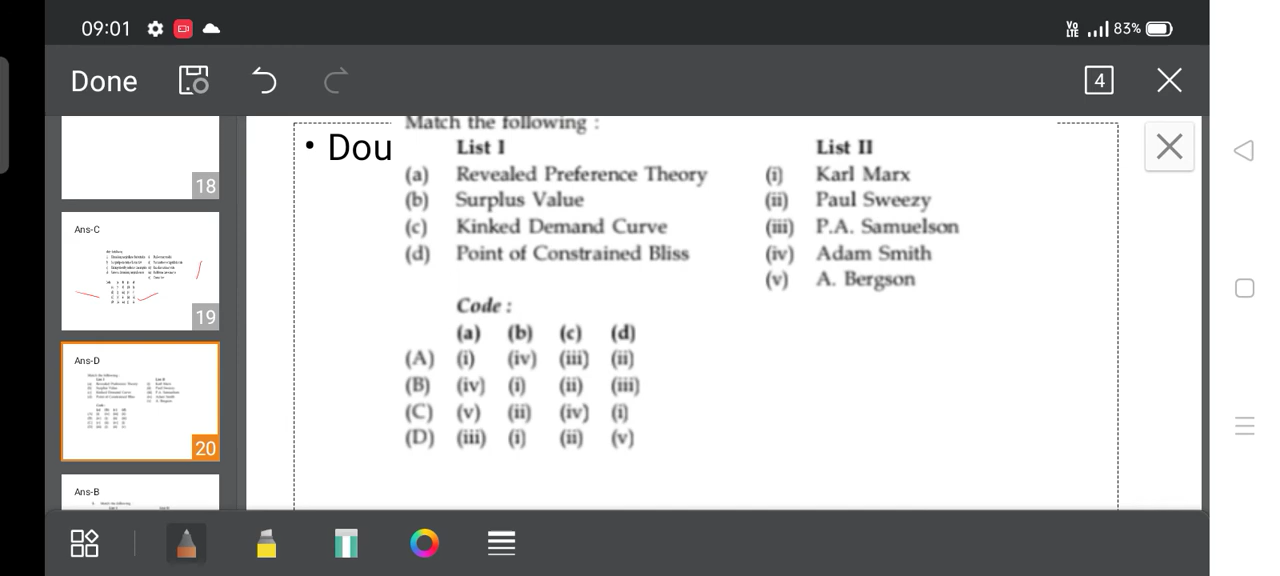 09:01
Vo LTE 83%
Done
4
18
Ans-C
19
Ans-D
20
Ans-B
• Dou
Match the following :
List I List II
(a) Revealed Preference Theory (i) Karl Marx
(b) Surplus Value (ii) Paul Sweezy
(c) Kinked Demand Curve (iii) P.A. Samuelson
(d) Point of Constrained Bliss (iv) Adam Smith
(v) A. Bergson
Code :
(a) (b) (c) (d)
(A) (i) (iv) (iii) (ii)
(B) (iv) (i) (ii) (iii)
(C) (v) (ii) (iv) (i)
(D) (iii) (i) (ii) (v)